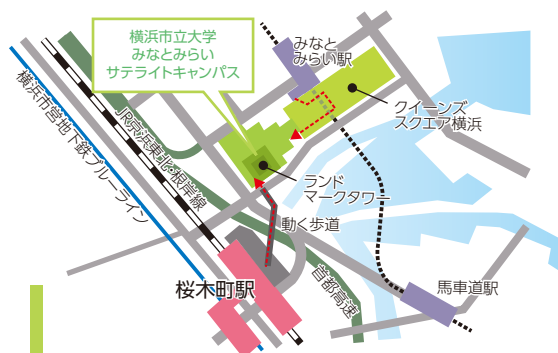 横浜市立大学
みなとみらい
サテライトキャンパス
みなと
みらい駅
クイーンズ
スクエア横浜
JR京浜東北・根岸線
横浜市営地下鉄ブルーライン
ランド
マークタワー
動く歩道
桜木町駅
首都高速
馬車道駅